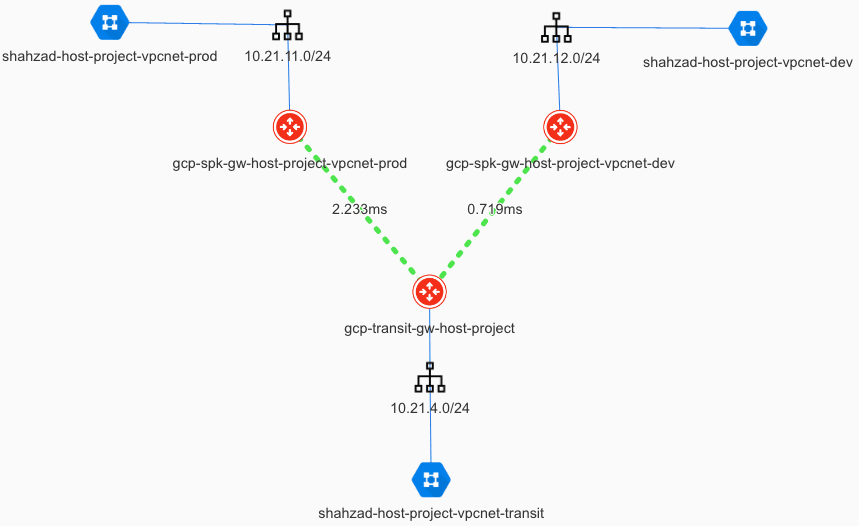 shahzad-host-project-vpcnet-prod
10.21.11.0/24
10.21.12.0/24
shahzad-host-project-vpcnet-dev
gcp-spk-gw-host-project-vpcnet-prod
gcp-spk-gw-host-project-vpcnet-dev
2.233ms
0.719ms
gcp-transit-gw-host-project
10.21.4.0/24
shahzad-host-project-vpcnet-transit